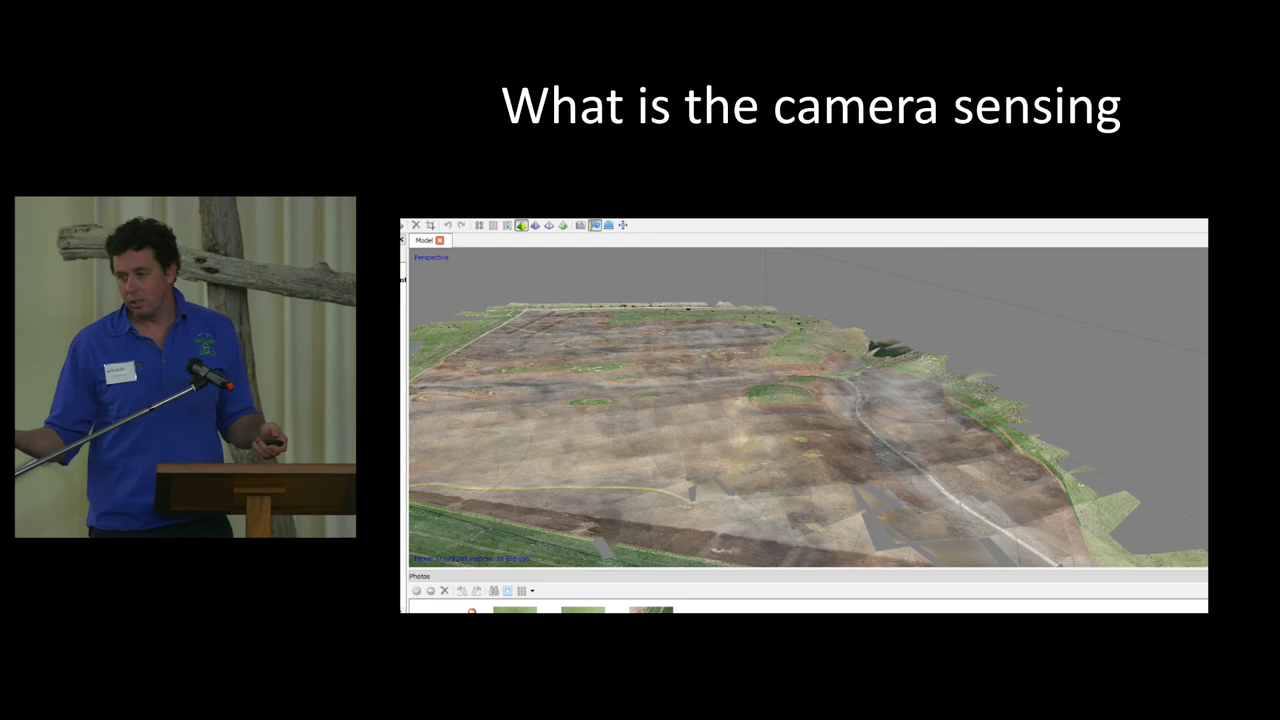 What is the camera sensing
Model
Perspective
Photos